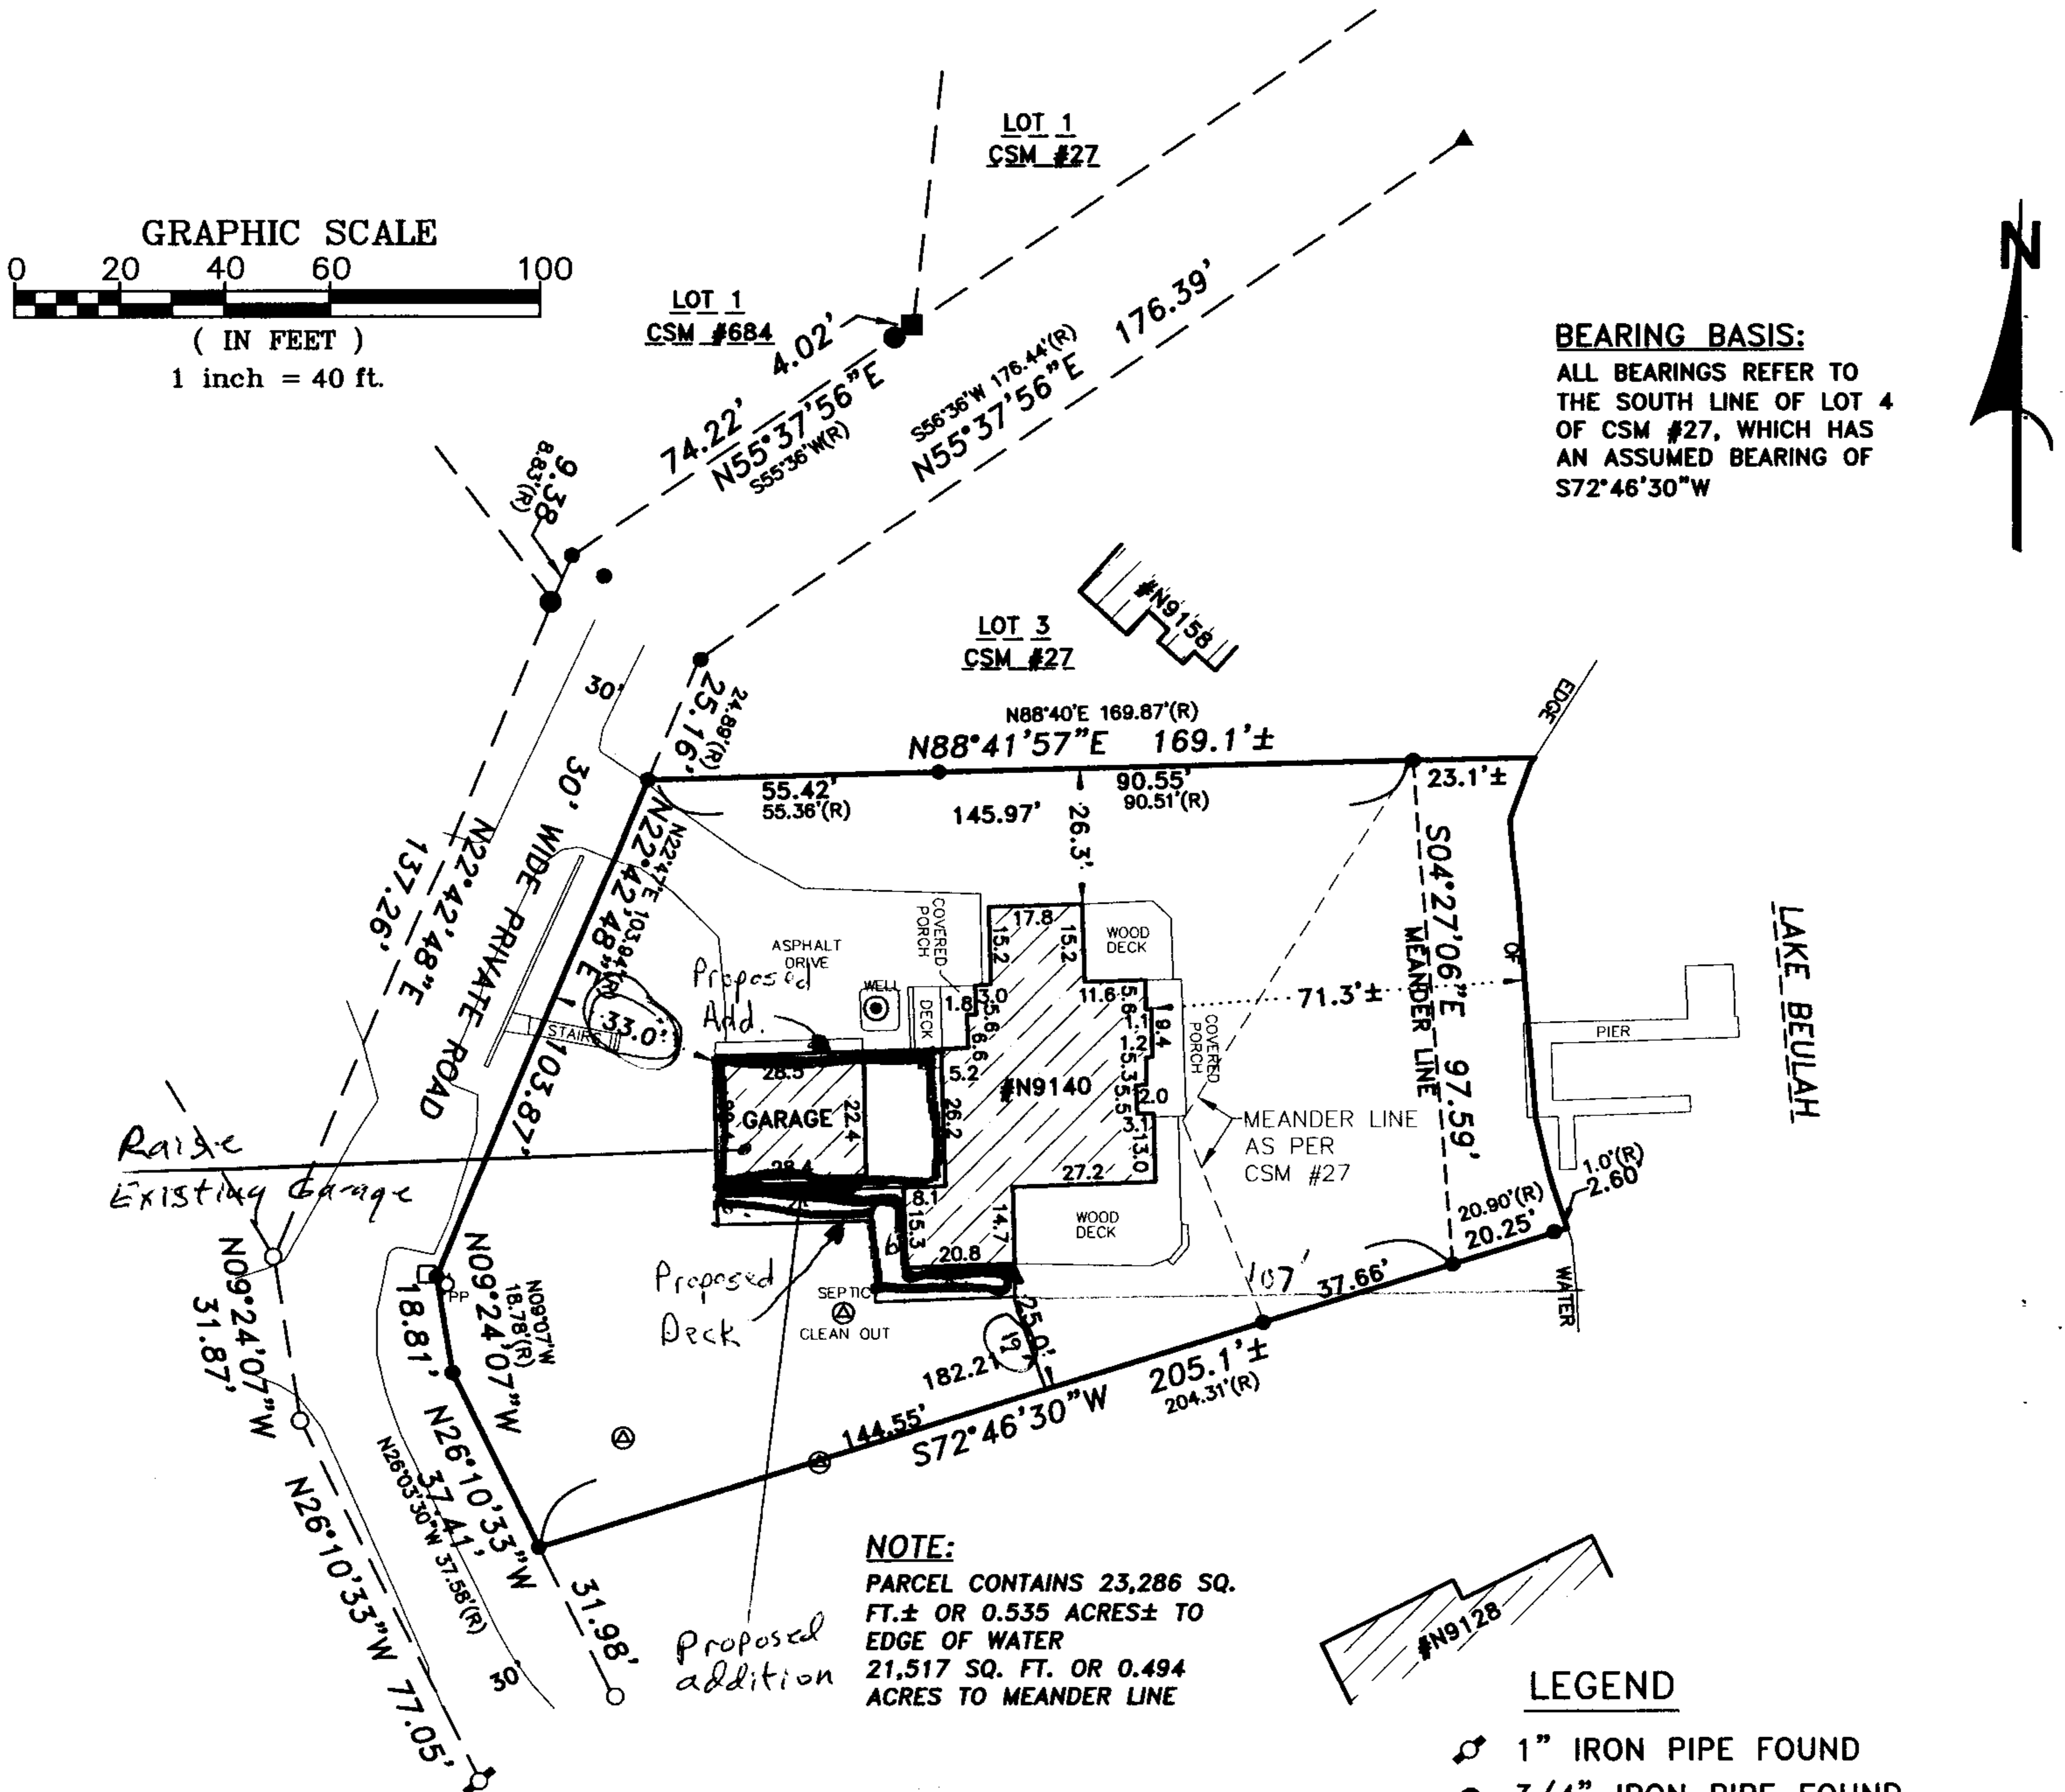 LOT 1
CSM #27
GRAPHIC SCALE
0 20 40 60 100
( IN FEET )
1 inch = 40 ft.
LOT 1
CSM #684
4.02'
74.22'
N55°37'56"E
S55°36'W(R)
S56°36'W 176.44'(R)
N55°37'56"E 176.39'
N
BEARING BASIS:
ALL BEARINGS REFER TO
THE SOUTH LINE OF LOT 4
OF CSM #27, WHICH HAS
AN ASSUMED BEARING OF
S72°46'30"W
9.38
8.83'(R)
#N9158
LOT 3
CSM #27
30'
24.89'(R)
25.16'
N88°40'E 169.87'(R)
N88°41'57"E 169.1'±
EDGE
55.42'
55.36'(R)
90.55'
90.51'(R)
23.1'±
145.97'
26.3'
30' WIDE PRIVATE ROAD
N22°42'48"E
137.26'
N22°47'E 103.94'(R)
N22°42'48"E
103.87'
S04°27'06"E 97.59'
MEANDER LINE
OF
LAKE BEULAH
COVERED
PORCH
17.8
15.2
15.2
WOOD
DECK
ASPHALT
DRIVE
Proposed
Add.
WELL
DECK
1.8
3.0
5.6
6.6
11.6
5.6
1.1
9.4
1.2
5.3
5.5
2.0
3.1
13.0
71.3'±
COVERED
PORCH
PIER
33.0'
STAIRS
28.5
5.2
#N9140
GARAGE
22.4
26.2
28.4
MEANDER LINE
AS PER
CSM #27
Raise
Existing Garage
27.2
8.1
15.3
14.7
20.8
6'
WOOD
DECK
1.0'(R)
2.60'
20.90'(R)
20.25'
WATER
Proposed
Deck
SEPTIC
CLEAN OUT
107'
37.66'
25.0'
19'
182.21'
205.1'±
204.31'(R)
144.55'
S72°46'30"W
PP
N09°07'W
18.78'(R)
N09°24'07"W
18.81'
N09°24'07"W
31.87'
N26°10'33"W
37.41'
N26°03'30"W 37.58'(R)
N26°10'33"W 77.05'
30'
31.98'
Proposed
addition
NOTE:
PARCEL CONTAINS 23,286 SQ.
FT.± OR 0.535 ACRES± TO
EDGE OF WATER
21,517 SQ. FT. OR 0.494
ACRES TO MEANDER LINE
#N9128
LEGEND
1" IRON PIPE FOUND
3/4" IRON PIPE FOUND